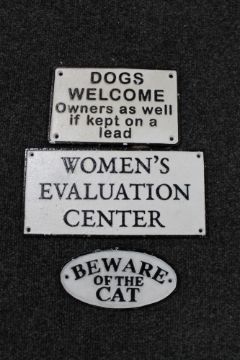 DOGS
WELCOME
Owners as well
if kept on a
lead
WOMEN'S
EVALUATION
CENTER
BEWARE
OF THE
CAT